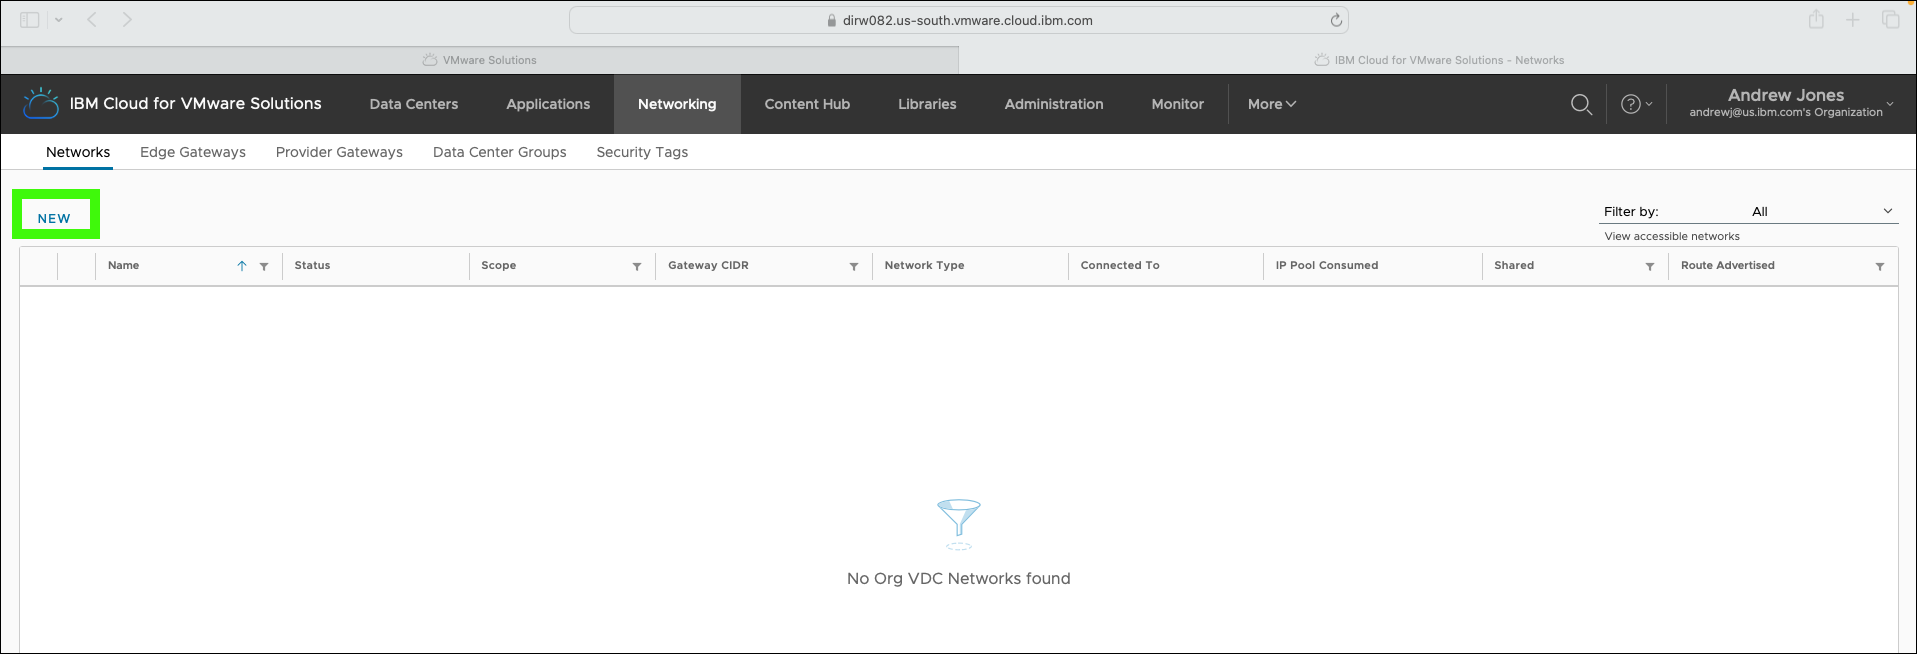 dirw082.us-south.vmware.cloud.ibm.com
VMware Solutions
IBM Cloud for VMware Solutions - Networks
IBM Cloud for VMware Solutions Data Centers Applications Networking Content Hub Libraries Administration Monitor More
Andrew Jones
andrewj@us.ibm.com's Organization
Networks Edge Gateways Provider Gateways Data Center Groups Security Tags
NEW
Filter by: All
View accessible networks
Name Status Scope Gateway CIDR Network Type Connected To IP Pool Consumed Shared Route Advertised
No Org VDC Networks found